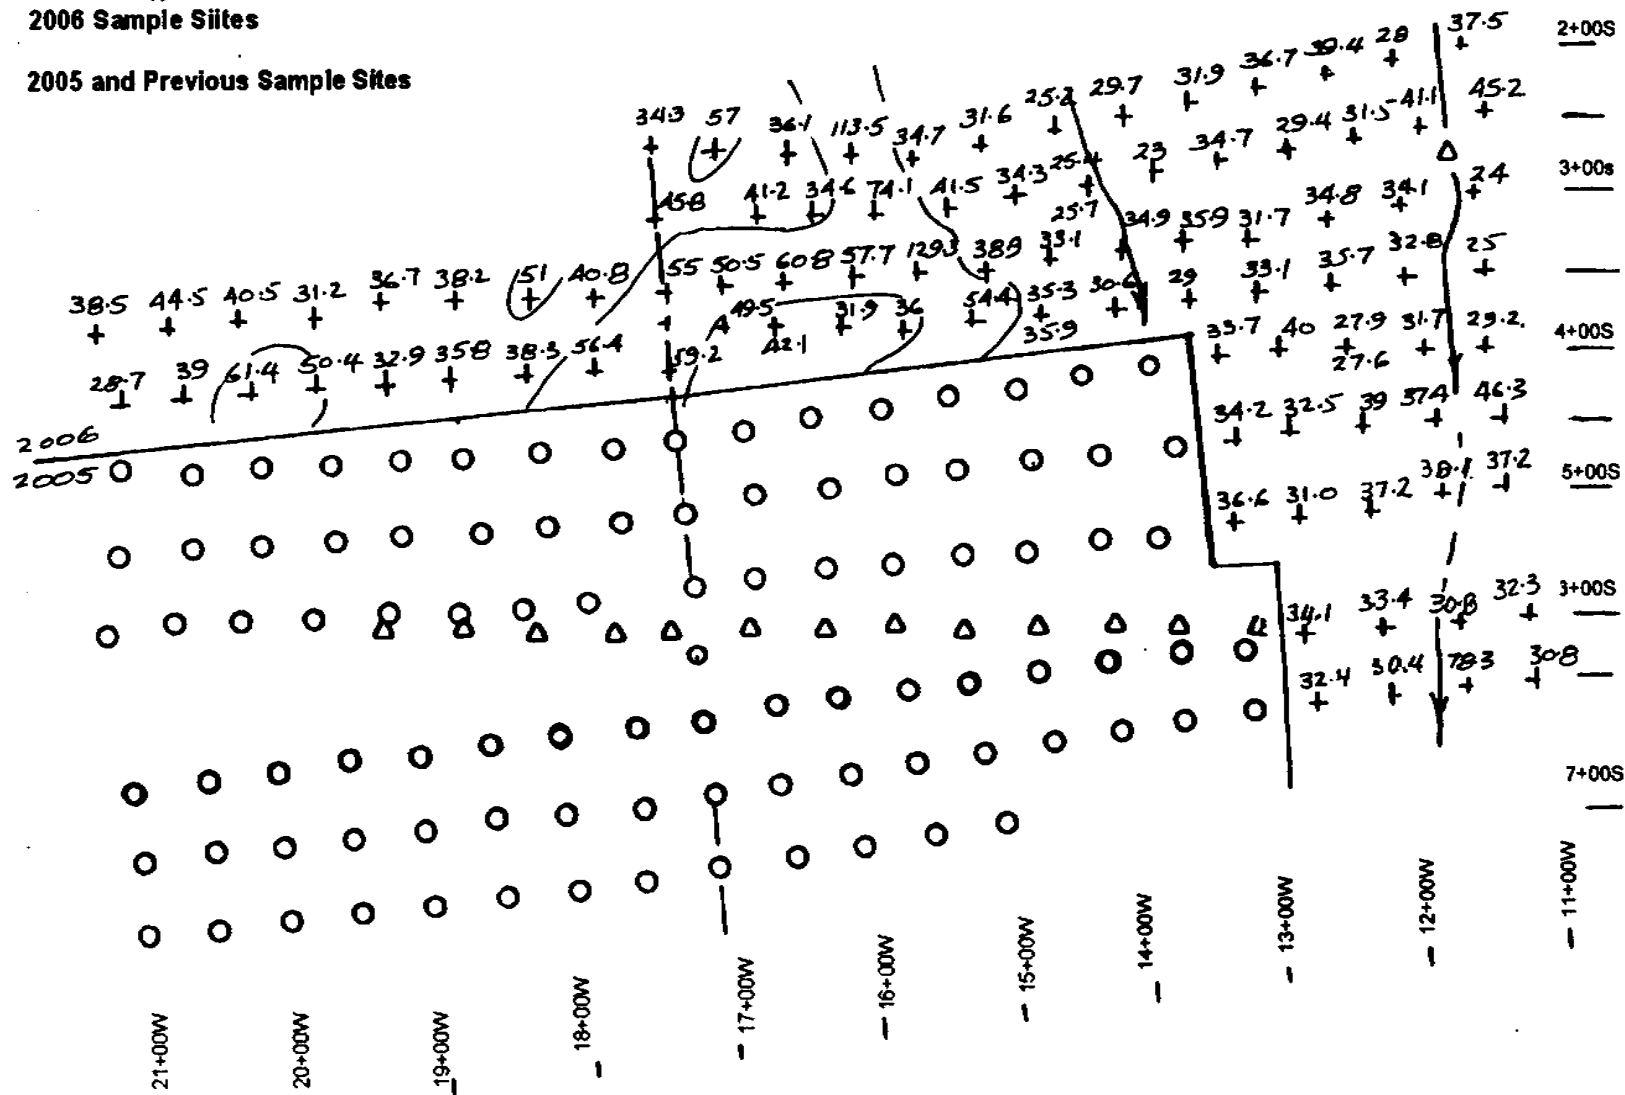 2006 Sample Siites
2005 and Previous Sample Sites
37.5 2+00S
34.3 57 36.1 113.5 34.7 31.6 25.2 29.7 31.9 36.7 39.4 28
45.8 41.2 34.6 74.1 41.5 34.3 25.4 23 34.7 29.4 31.5 41.1 45.2
3+00s
38.5 44.5 40.5 31.2 36.7 38.2 51 40.8 55 50.5 60.8 57.7 129.3 38.9 33.1 25.7 34.9 35.9 31.7 34.8 34.1 24
28.7 39 61.4 50.4 32.9 35.8 38.3 56.4 59.2 49.5 42.1 31.9 36 54.4 35.3 35.9 30.6 29 33.1 35.7 32.8 25
33.7 40 27.9 31.7 29.2 4+00S
27.6
2006
2005
34.2 32.5 39 37.4 46.3
36.6 31.0 37.2 38.1 37.2 5+00S
34.1 33.4 30.8 32.3 3+00S
32.4 30.4 78.3 30.8
7+00S
21+00W 20+00W 19+00W 18+00W 17+00W 16+00W 15+00W 14+00W 13+00W 12+00W 11+00W